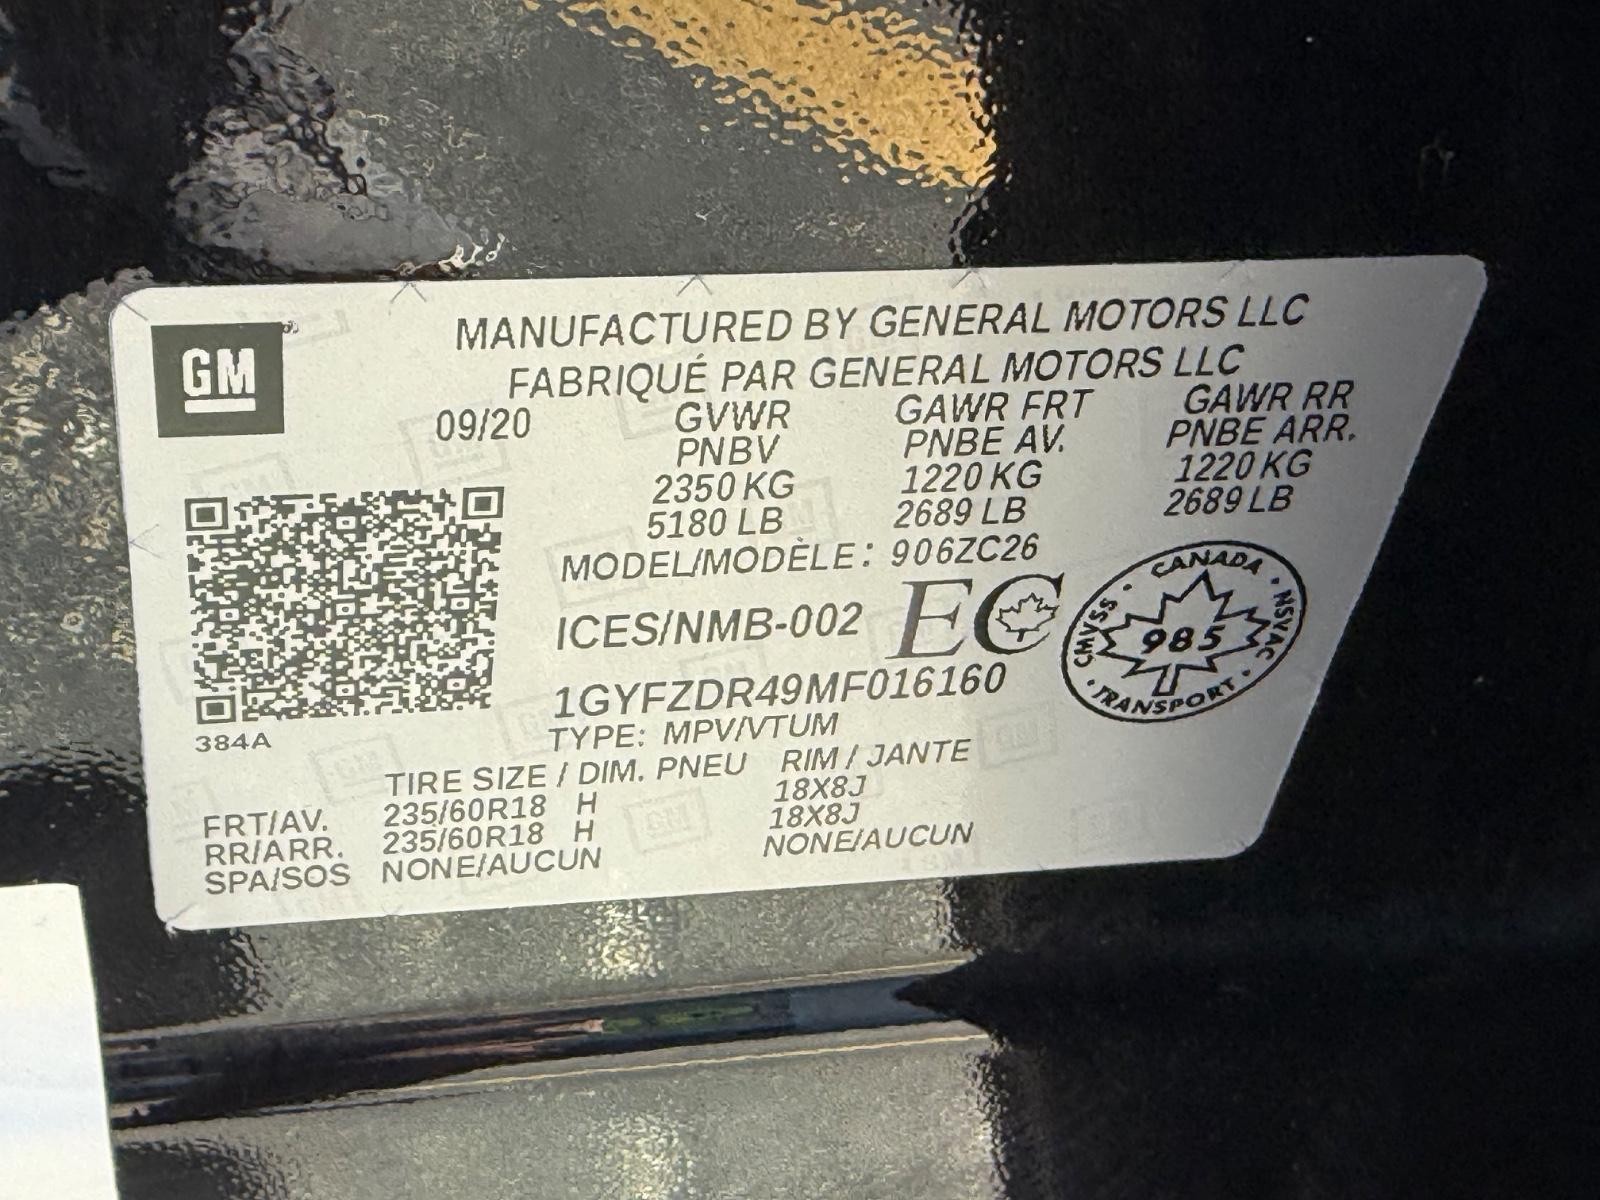 GM
MANUFACTURED BY GENERAL MOTORS LLC
FABRIQUÉ PAR GENERAL MOTORS LLC
09/20 GVWR GAWR FRT GAWR RR
PNBV PNBE AV. PNBE ARR.
2350 KG 1220 KG 1220 KG
5180 LB 2689 LB 2689 LB
MODEL/MODÈLE: 906ZC26
ICES/NMB-002 EC
CANADA
CMVSS 985 NSVAC
TRANSPORT
1GYFZDR49MF016160
384A TYPE: MPV/VTUM
TIRE SIZE / DIM. PNEU RIM / JANTE
FRT/AV. 235/60R18 H 18X8J
RR/ARR. 235/60R18 H 18X8J
SPA/SOS NONE/AUCUN NONE/AUCUN